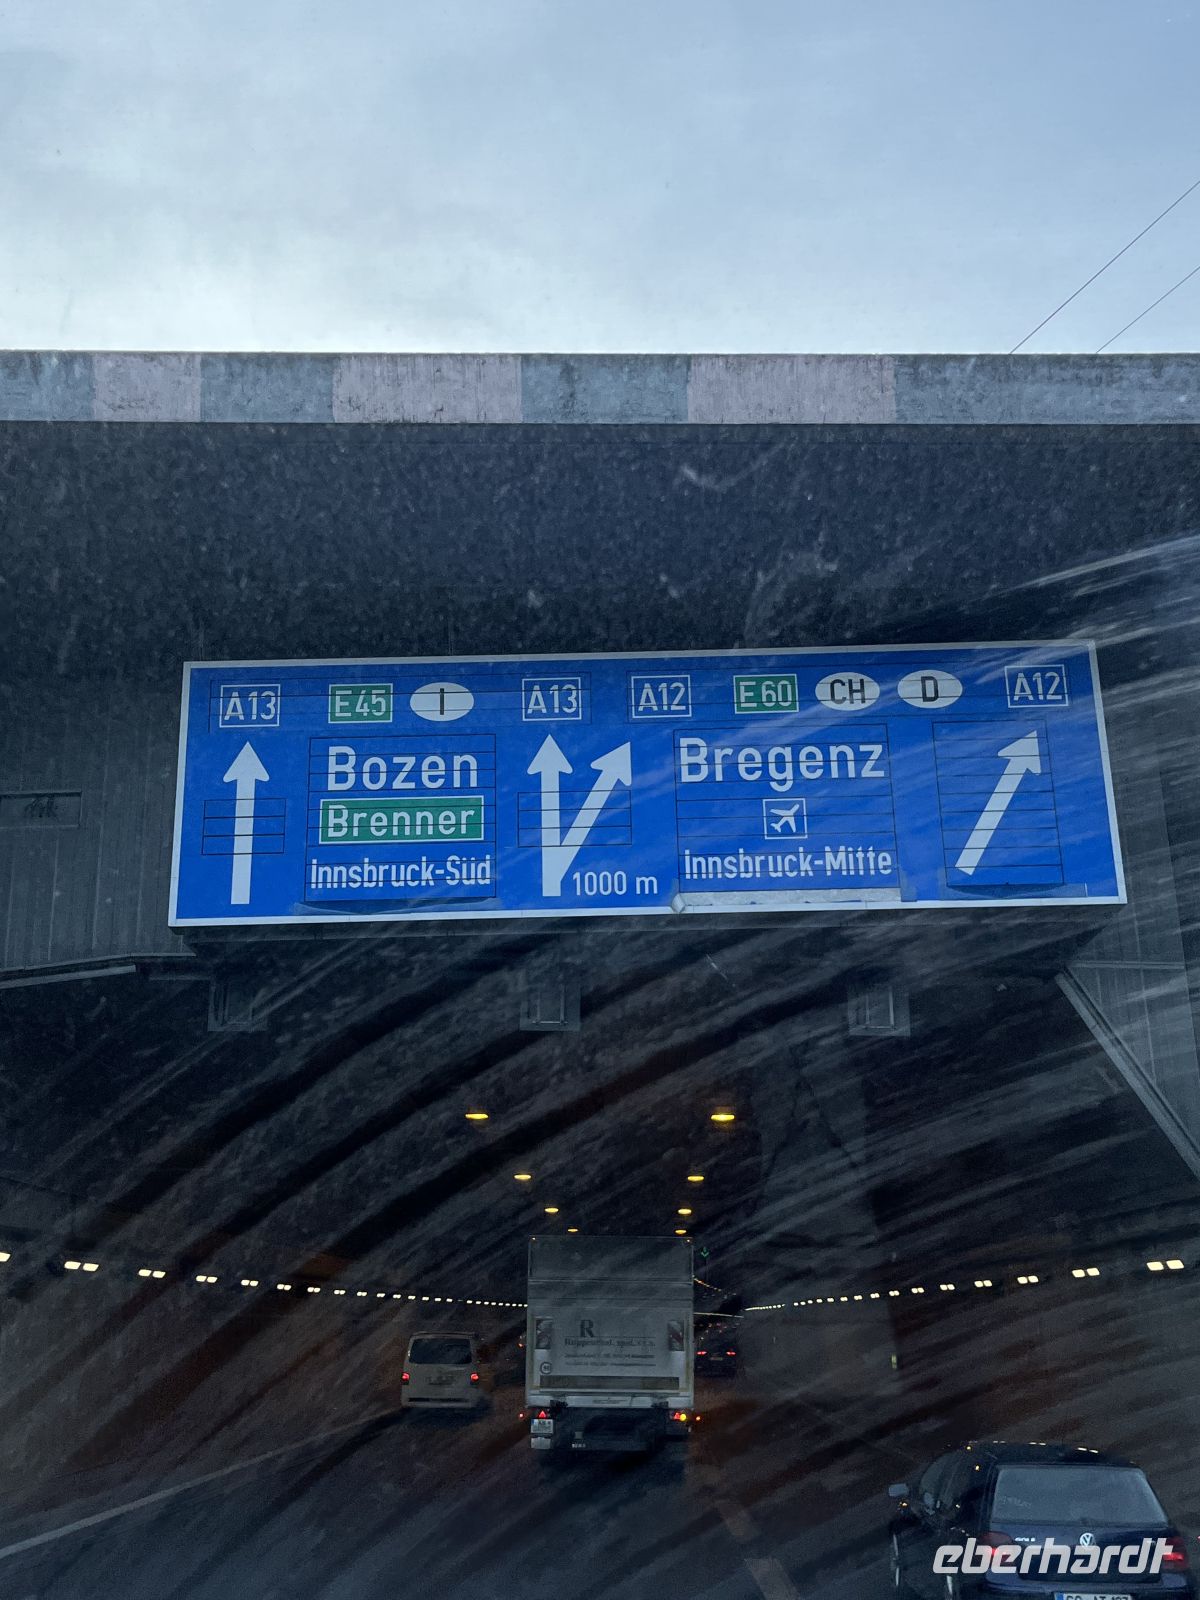 A13 E45 I A13 A12 E60 CH D A12
Bozen
Brenner
Innsbruck-Süd
1000 m
Bregenz
Innsbruck-Mitte
R
eberhardt